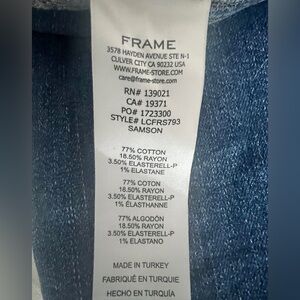 FRAME
3578 HAYDEN AVENUE STE N-1
CULVER CITY CA 90232 USA
WWW.FRAME-STORE.COM
care@frame-store.com
RN# 139021
CA# 19371
PO# 1723300
STYLE# LCFRS793
SAMSON
77% COTTON
18.50% RAYON
3.50% ELASTERELL-P
1% ELASTANE
77% COTON
18.50% RAYON
3.50% ELASTERELL-P
1% ÉLASTHANNE
77% ALGODÓN
18.50% RAYON
3.50% ELASTERELL-P
1% ELASTANO
MADE IN TURKEY
FABRIQUÉ EN TURQUIE
HECHO EN TURQUÍA